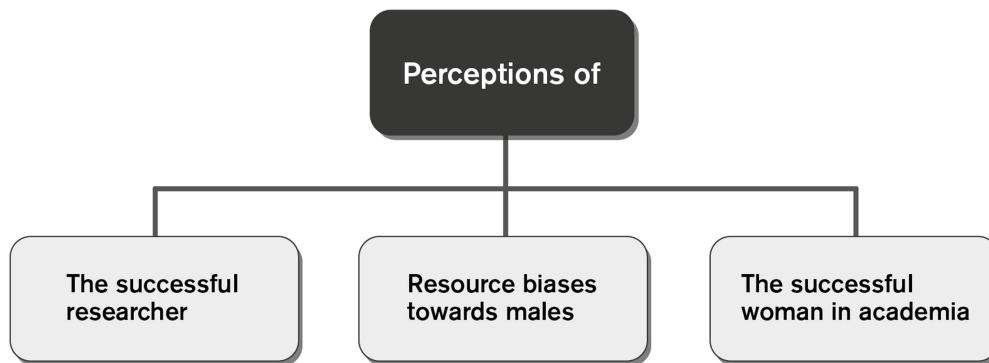 Perceptions of
The successful
researcher
Resource biases
towards males
The successful
woman in academia